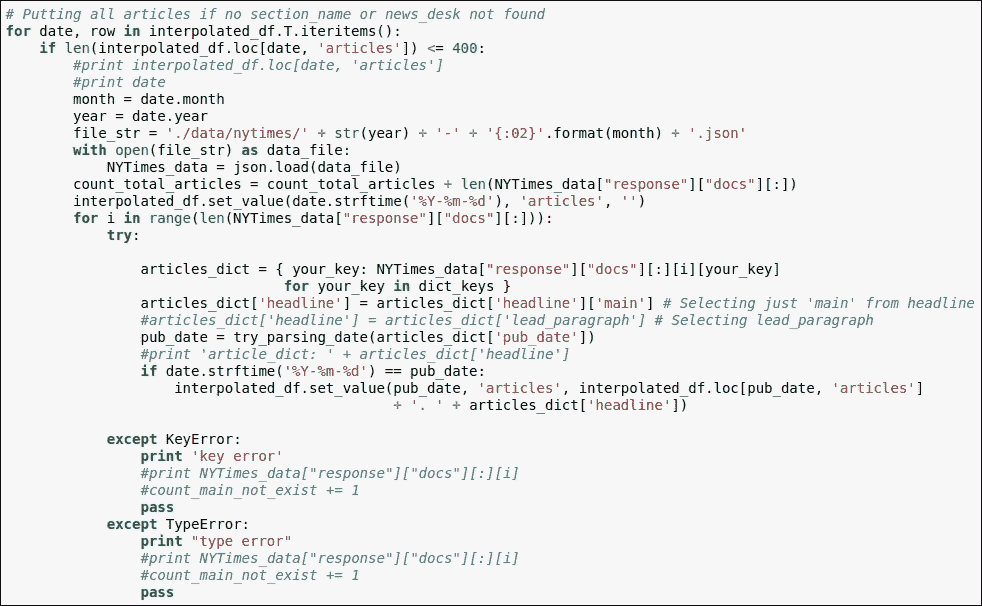 # Putting all articles if no section_name or news_desk not found
for date, row in interpolated_df.T.iteritems():
    if len(interpolated_df.loc[date, 'articles']) <= 400:
        #print interpolated_df.loc[date, 'articles']
        #print date
        month = date.month
        year = date.year
        file_str = './data/nytimes/' + str(year) + '-' + '{:02}'.format(month) + '.json'
        with open(file_str) as data_file:
            NYTimes_data = json.load(data_file)
        count_total_articles = count_total_articles + len(NYTimes_data["response"]["docs"][:])
        interpolated_df.set_value(date.strftime('%Y-%m-%d'), 'articles', '')
        for i in range(len(NYTimes_data["response"]["docs"][:])):
            try:
                articles_dict = { your_key: NYTimes_data["response"]["docs"][:][i][your_key]
                                 for your_key in dict_keys }
                articles_dict['headline'] = articles_dict['headline']['main'] # Selecting just 'main' from headline
                #articles_dict['headline'] = articles_dict['lead_paragraph'] # Selecting lead_paragraph
                pub_date = try_parsing_date(articles_dict['pub_date'])
                #print 'article_dict: ' + articles_dict['headline']
                if date.strftime('%Y-%m-%d') == pub_date:
                    interpolated_df.set_value(pub_date, 'articles', interpolated_df.loc[pub_date, 'articles']
                                              + '. ' + articles_dict['headline'])
            except KeyError:
                print 'key error'
                #print NYTimes_data["response"]["docs"][:][i]
                #count_main_not_exist += 1
                pass
            except TypeError:
                print "type error"
                #print NYTimes_data["response"]["docs"][:][i]
                #count_main_not_exist += 1
                pass